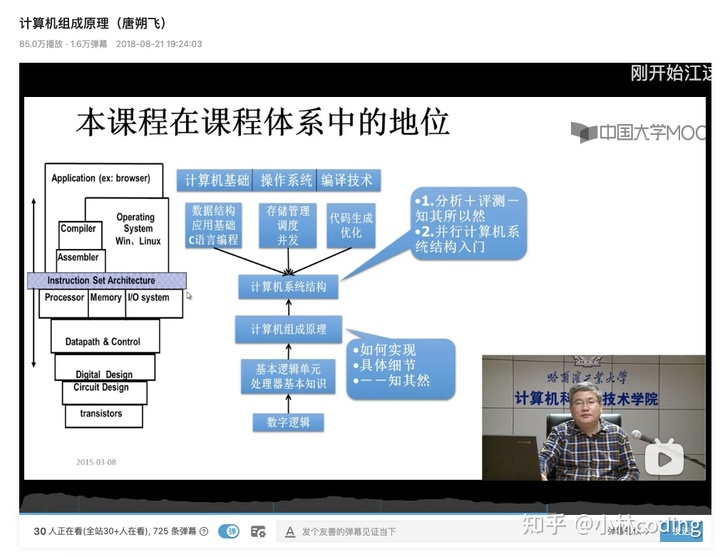 计算机组成原理（唐朔飞）
85.0万播放 · 1.6万弹幕 2018-08-21 19:24:03
刚开始江这
本课程在课程体系中的地位
中国大学MOO
Application (ex: browser)
Compiler
Operating
System
Win、Linux
Assembler
Instruction Set Architecture
Processor Memory I/O system
Datapath & Control
Digital Design
Circuit Design
transistors
计算机基础 操作系统 编译技术
数据结构
应用基础
C语言编程
存储管理
调度
并发
代码生成
优化
计算机系统结构
计算机组成原理
基本逻辑单元
处理器基本知识
数字逻辑
•1.分析＋评测－
知其所以然
•2.并行计算机系
统结构入门
•如何实现
•具体细节
•－－知其然
2015-03-08
哈尔滨工业大学
计算机科 技术学院
30 人正在看(全站30+人在看), 725 条弹幕
弹
A 发个友善的弹幕见证当下
弹幕礼仪
知乎 @小林coding